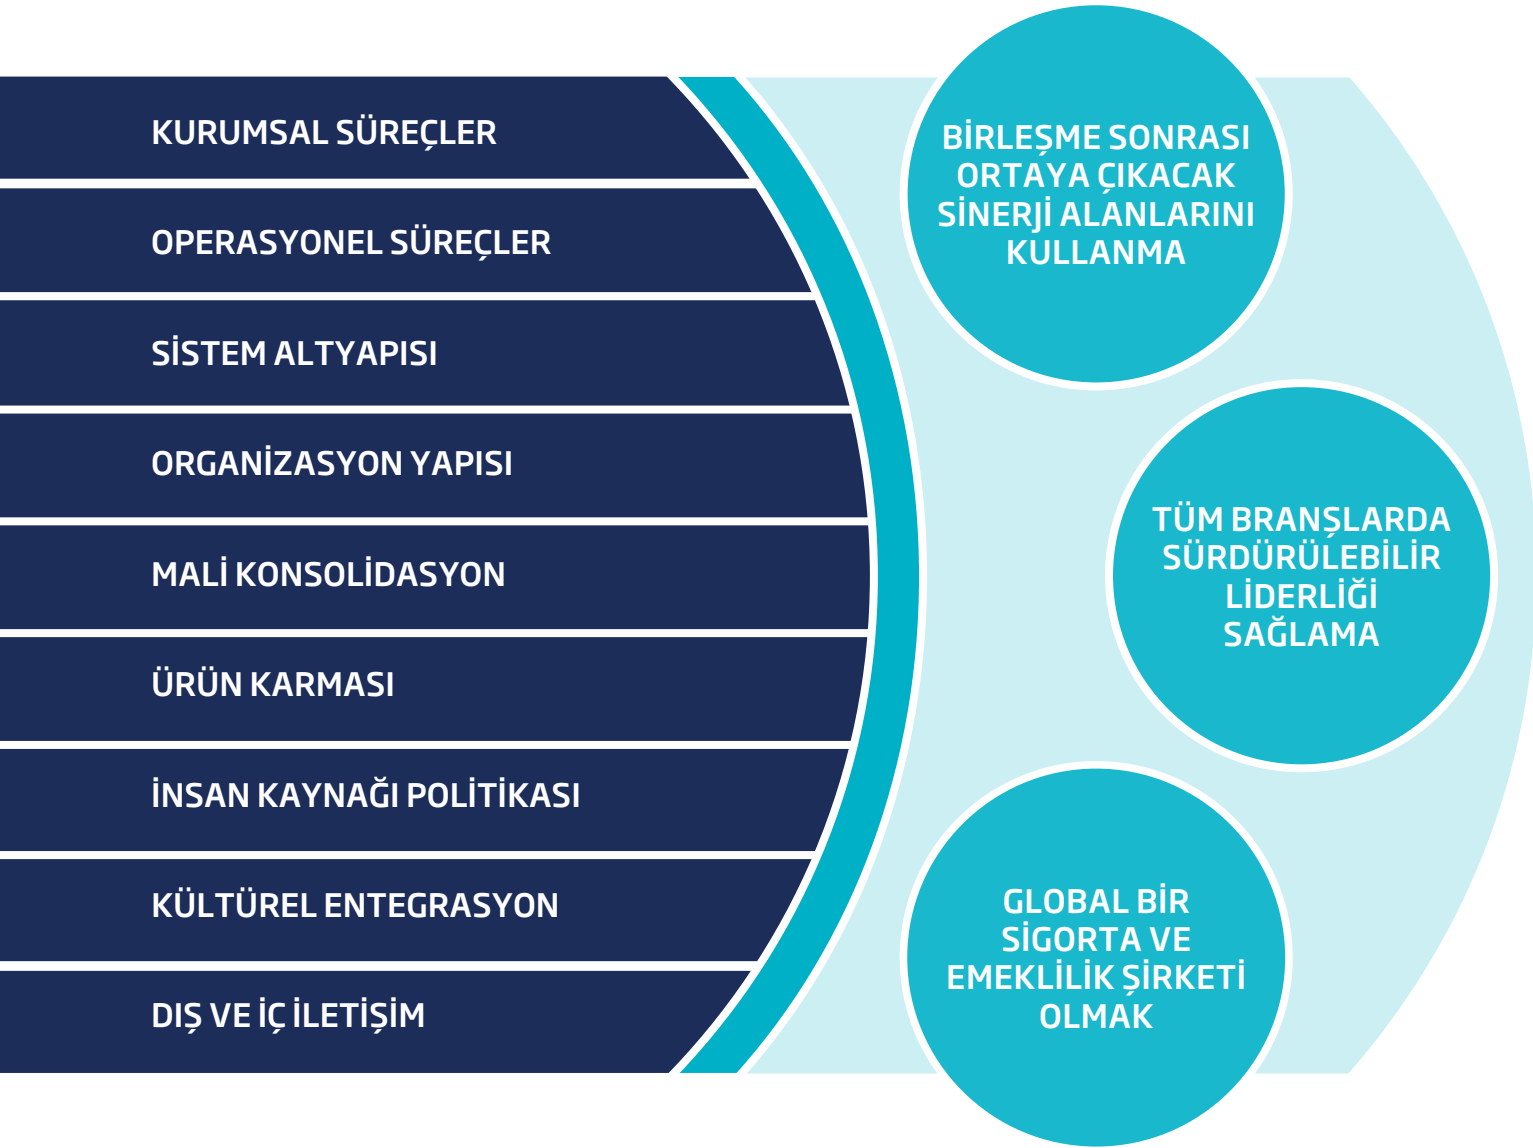 KURUMSAL SÜREÇLER
OPERASYONEL SÜREÇLER
SİSTEM ALTYAPISI
ORGANİZASYON YAPISI
MALİ KONSOLİDASYON
ÜRÜN KARMASI
İNSAN KAYNAĞI POLİTİKASI
KÜLTÜREL ENTEGRASYON
DIŞ VE İÇ İLETİŞİM
BİRLEŞME SONRASI
ORTAYA ÇIKACAK
SİNERJİ ALANLARINI
KULLANMA
TÜM BRANŞLARDA
SÜRDÜRÜLEBİLİR
LİDERLİĞİ
SAĞLAMA
GLOBAL BİR
SİGORTA VE
EMEKLİLİK ŞİRKETİ
OLMAK